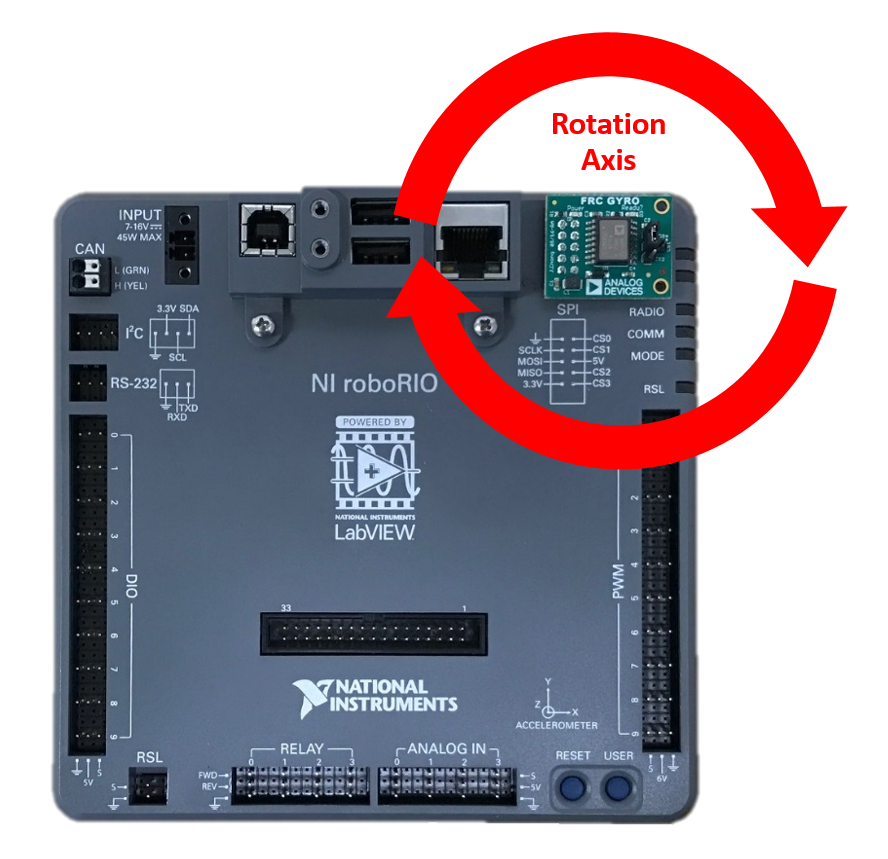 Rotation
Axis
INPUT
7-16V
45W MAX
CAN
L (GRN)
H (YEL)
3.3V SDA
I²C
SCL
RS-232
TXD
RXD
FRC GYRO
Power
Ready?
ANALOG
DEVICES
SPI
CS0
SCLK
CS1
MOSI
5V
MISO
CS2
3.3V
CS3
RADIO
COMM
MODE
RSL
NI roboRIO
POWERED BY
NATIONAL INSTRUMENTS
LabVIEW
0
1
2
3
4
5
6
7
8
9
DIO
2
3
4
5
6
7
8
9
PWM
33
1
NATIONAL
INSTRUMENTS
Y
Z
X
ACCELEROMETER
RSL
S
5V
S
RELAY
0 1 2 3
FWD
REV
ANALOG IN
0 1 2 3
S
5V
RESET
USER
S
6V